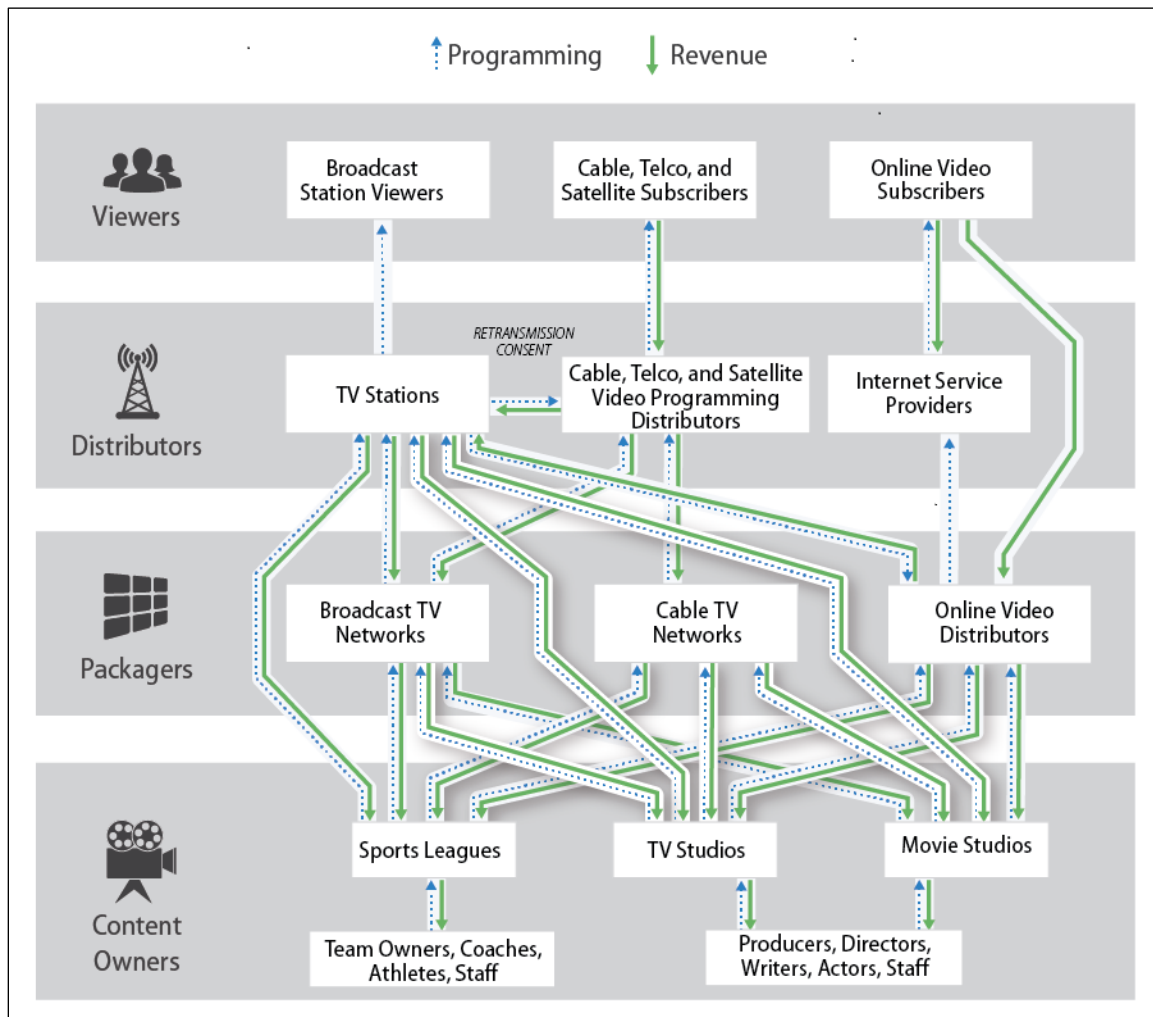 Programming
Revenue
Viewers
Broadcast
Station Viewers
Cable, Telco, and
Satellite Subscribers
Online Video
Subscribers
Distributors
TV Stations
RETRANSMISSION
CONSENT
Cable, Telco, and Satellite
Video Programming
Distributors
Internet Service
Providers
Packagers
Broadcast TV
Networks
Cable TV
Networks
Online Video
Distributors
Content
Owners
Sports Leagues
TV Studios
Movie Studios
Team Owners, Coaches,
Athletes, Staff
Producers, Directors,
Writers, Actors, Staff